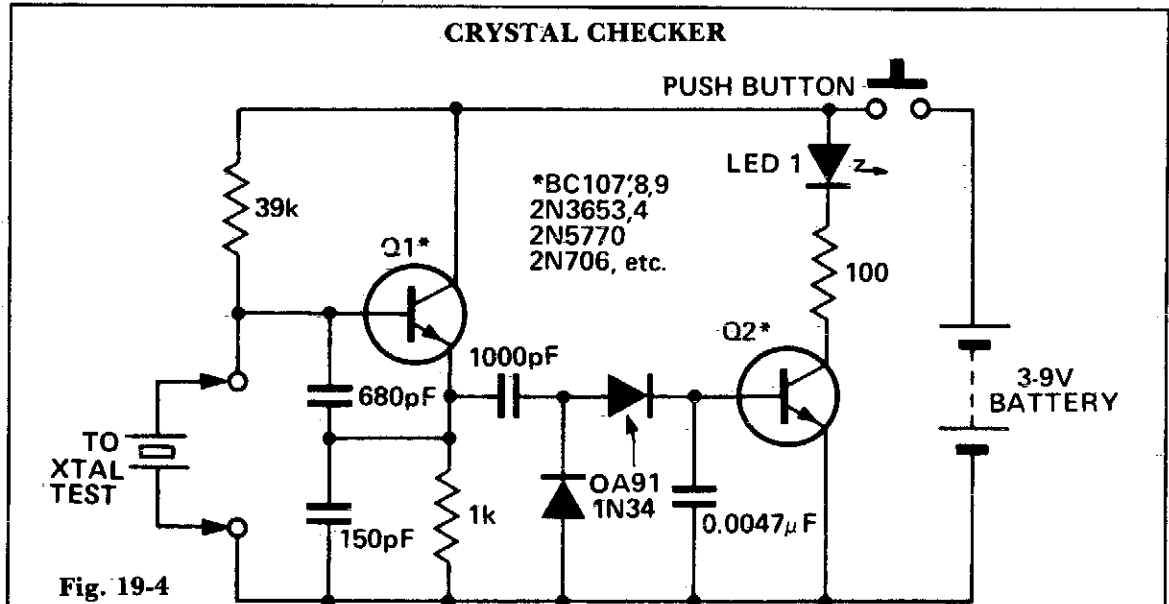 CRYSTAL CHECKER
PUSH BUTTON
LED 1
39k
*BC107,'8,9
2N3653,4
2N5770
2N706, etc.
Q1*
100
Q2*
1000pF
680pF
3-9V
BATTERY
TO
XTAL
TEST
OA91
1N34
1k
150pF
0.0047μF
Fig. 19-4